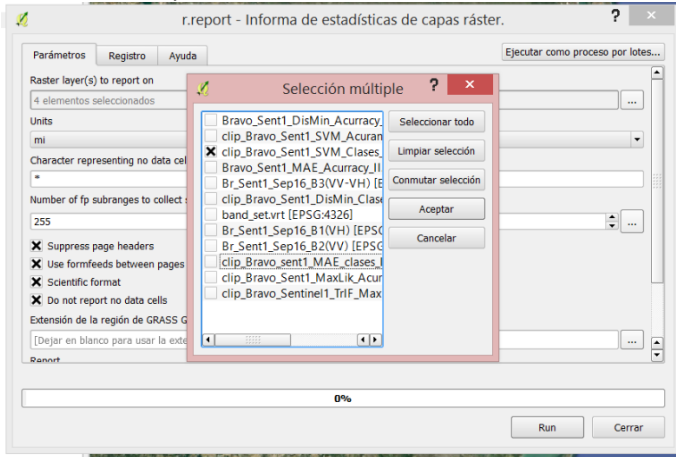 r.report - Informa de estadísticas de capas ráster.
? ×
Parámetros Registro Ayuda
Ejecutar como proceso por lotes...
Raster layer(s) to report on
4 elementos seleccionados
...
Units
mi
Character representing no data cel
*
Number of fp subranges to collect
255
...
Suppress page headers
Use formfeeds between pages
Scientific format
Do not report no data cells
Extensión de la región de GRASS G
[Dejar en blanco para usar la exte
...
Report
0%
Run
Cerrar
Selección múltiple
? ×
Bravo_Sent1_DisMin_Acurracy_
clip_Bravo_Sent1_SVM_Acuran
clip_Bravo_Sent1_SVM_Clases_
Bravo_Sent1_MAE_Acurracy_II
Br_Sent1_Sep16_B3(VV-VH) [E
clip_Bravo_Sent1_DisMin_Clase
band_set.vrt [EPSG:4326]
Br_Sent1_Sep16_B1(VH) [EPSG
Br_Sent1_Sep16_B2(VV) [EPSG
clip_Bravo_sent1_MAE_clases_I
clip_Bravo_Sent1_MaxLik_Acur
clip_Bravo_Sentinel1_TrIF_Max
Seleccionar todo
Limpiar selección
Conmutar selección
Aceptar
Cancelar